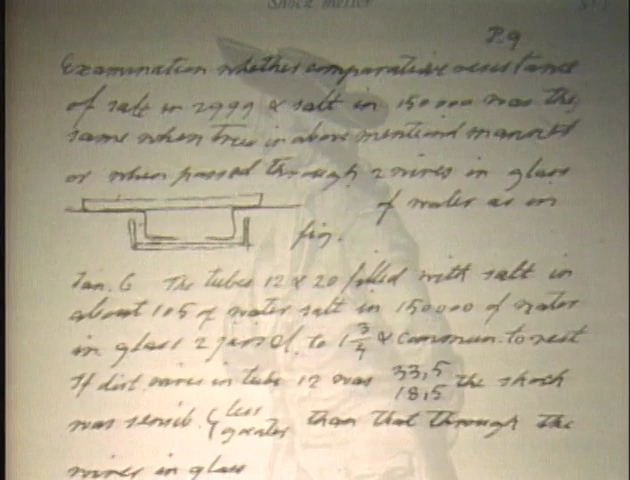 Shock Melter
P.9
Examination whether comparative resistance
of salt in 2999 & salt in 150000 was the
same when tried in above mentiond manner
or when passed through 2 wires in glass
of water as in
fig.
Jan. 6 The tubes 12 & 20 filled with salt in
about 105 of water salt in 150000 of water
in glass 2 to 1 3/4 & commun. to rest
If dist. wires in tube 12 was 33,5 the shock
18,5
was sensib. { less than that through the
greater
wires in glass